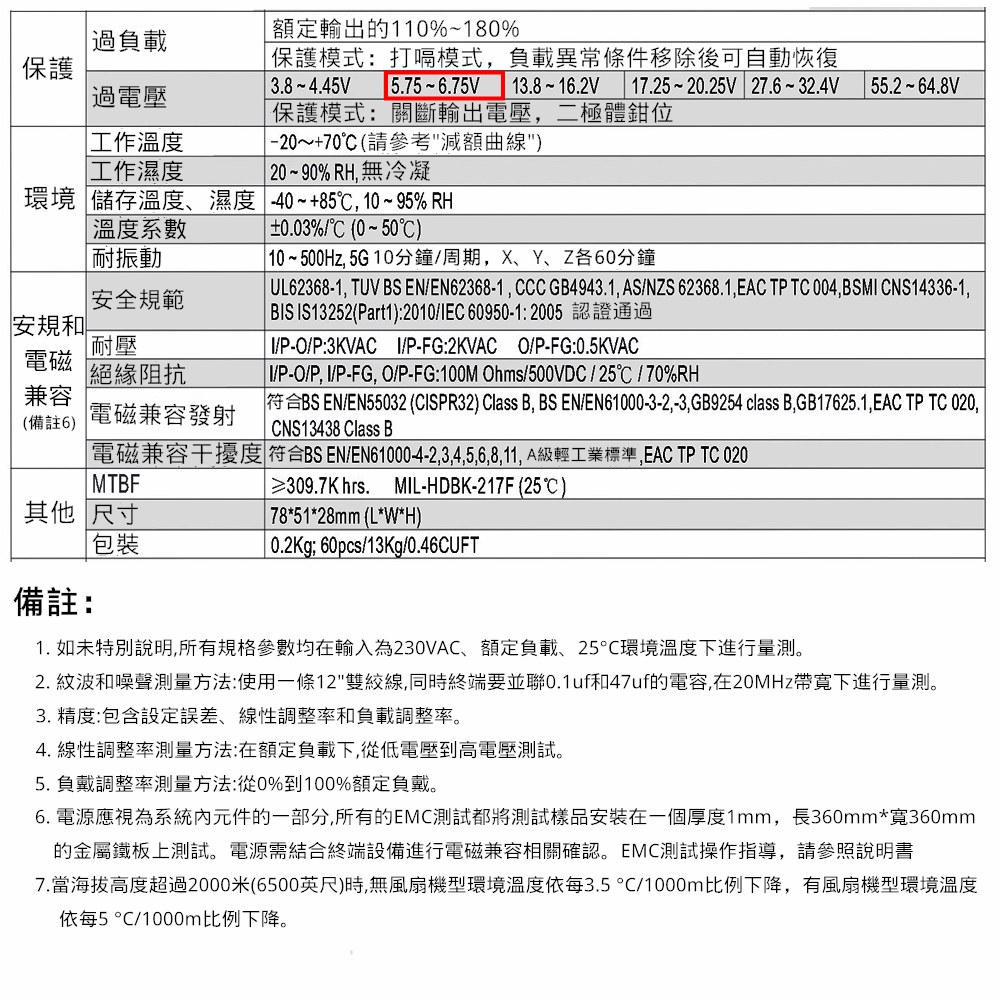 保護
過負載
額定輸出的110%~180%
保護模式：打嗝模式，負載異常條件移除後可自動恢復
過電壓
3.8 ~ 4.45V 5.75 ~ 6.75V 13.8 ~ 16.2V 17.25 ~ 20.25V 27.6 ~ 32.4V 55.2 ~ 64.8V
保護模式：關斷輸出電壓，二極體鉗位
環境
工作溫度 -20～+70℃ (請參考"減額曲線")
工作濕度 20 ~ 90% RH, 無冷凝
儲存溫度、濕度 -40 ~ +85℃, 10 ~ 95% RH
溫度系數 ±0.03%/℃ (0 ~ 50℃)
耐振動 10 ~ 500Hz, 5G 10分鐘/周期，X、Y、Z各60分鐘
安規和
電磁
兼容
(備註6)
安全規範
UL62368-1, TUV BS EN/EN62368-1 , CCC GB4943.1, AS/NZS 62368.1,EAC TP TC 004,BSMI CNS14336-1,
BIS IS13252(Part1):2010/IEC 60950-1: 2005 認證通過
耐壓 I/P-O/P:3KVAC I/P-FG:2KVAC O/P-FG:0.5KVAC
絕緣阻抗 I/P-O/P, I/P-FG, O/P-FG:100M Ohms/500VDC / 25℃ / 70%RH
電磁兼容發射
符合BS EN/EN55032 (CISPR32) Class B, BS EN/EN61000-3-2,-3,GB9254 class B,GB17625.1,EAC TP TC 020,
CNS13438 Class B
電磁兼容干擾度 符合BS EN/EN61000-4-2,3,4,5,6,8,11, A級輕工業標準,EAC TP TC 020
其他
MTBF ≥309.7K hrs. MIL-HDBK-217F (25℃)
尺寸 78*51*28mm (L*W*H)
包裝 0.2Kg; 60pcs/13Kg/0.46CUFT
備註：
1. 如未特別說明,所有規格參數均在輸入為230VAC、額定負載、25°C環境溫度下進行量測。
2. 紋波和噪聲測量方法:使用一條12"雙絞線,同時終端要並聯0.1uf和47uf的電容,在20MHz帶寬下進行量測。
3. 精度:包含設定誤差、線性調整率和負載調整率。
4. 線性調整率測量方法:在額定負載下,從低電壓到高電壓測試。
5. 負戴調整率測量方法:從0%到100%額定負戴。
6. 電源應視為系統內元件的一部分,所有的EMC測試都將測試樣品安裝在一個厚度1mm，長360mm*寬360mm
的金屬鐵板上測試。電源需結合終端設備進行電磁兼容相關確認。EMC測試操作指導，請參照說明書
7.當海拔高度超過2000米(6500英尺)時,無風扇機型環境溫度依每3.5 °C/1000m比例下降，有風扇機型環境溫度
依每5 °C/1000m比例下降。